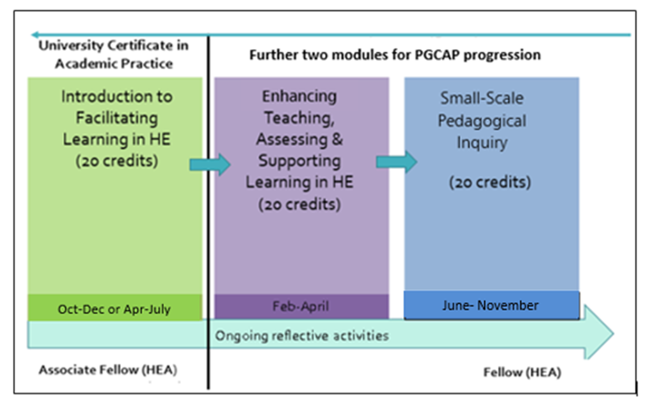 University Certificate in
Academic Practice
Further two modules for PGCAP progression
Introduction to
Facilitating
Learning in HE
(20 credits)
Enhancing
Teaching,
Assessing &
Supporting
Learning in HE
(20 credits)
Small-Scale
Pedagogical
Inquiry
(20 credits)
Oct-Dec or Apr-July
Feb-April
June- November
Ongoing reflective activities
Associate Fellow (HEA)
Fellow (HEA)